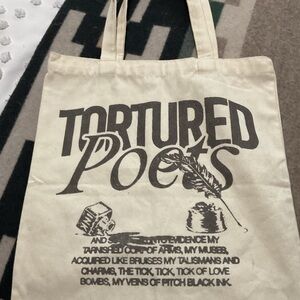 TORTURED
Poets
AND S INTO EVIDENCE MY
TARNISHED COAT OF ARMS, MY MUSES,
ACQUIRED LIKE BRUISES MY TALISMANS AND
CHARMS, THE TICK, TICK, TICK OF LOVE
BOMBS, MY VEINS OF PITCH BLACK INK.